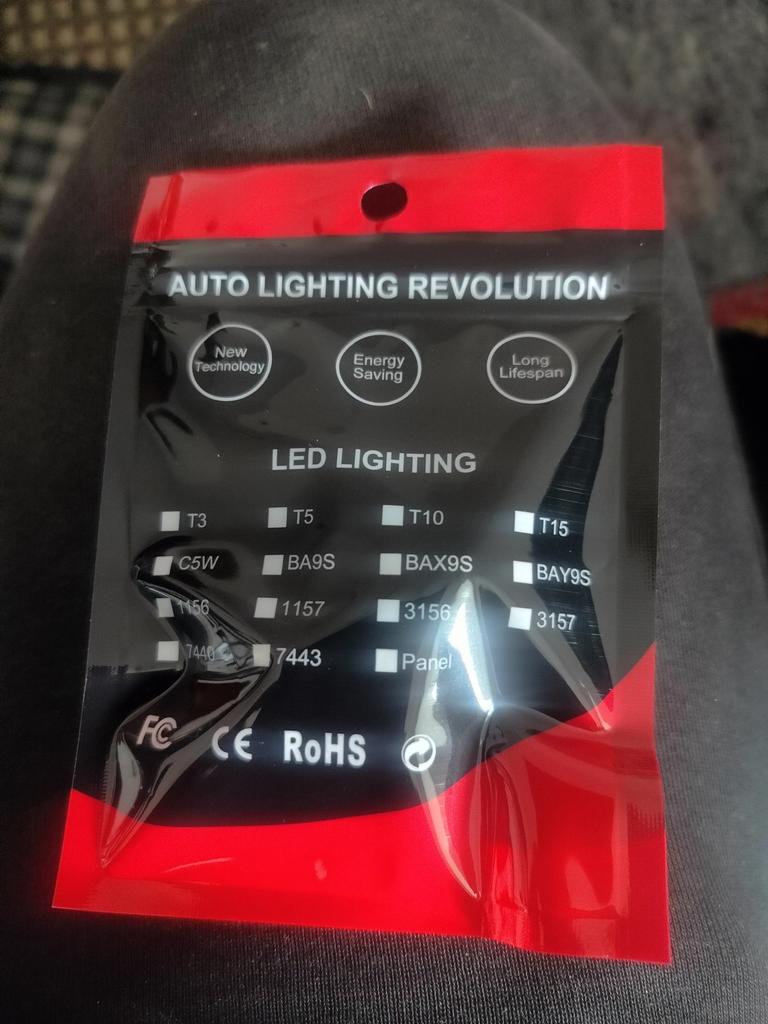 AUTO LIGHTING REVOLUTION
New Technology
Energy Saving
Long Lifespan
LED LIGHTING
T3 T5 T10 T15
C5W BA9S BAX9S BAY9S
1156 1157 3156 3157
7440 7443 Panel
FC CE RoHS